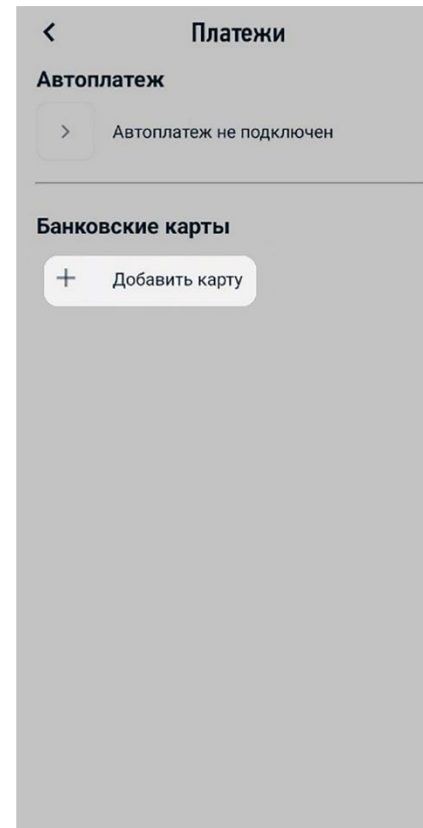 Платежи
Автоплатеж
Автоплатеж не подключен
Банковские карты
Добавить карту